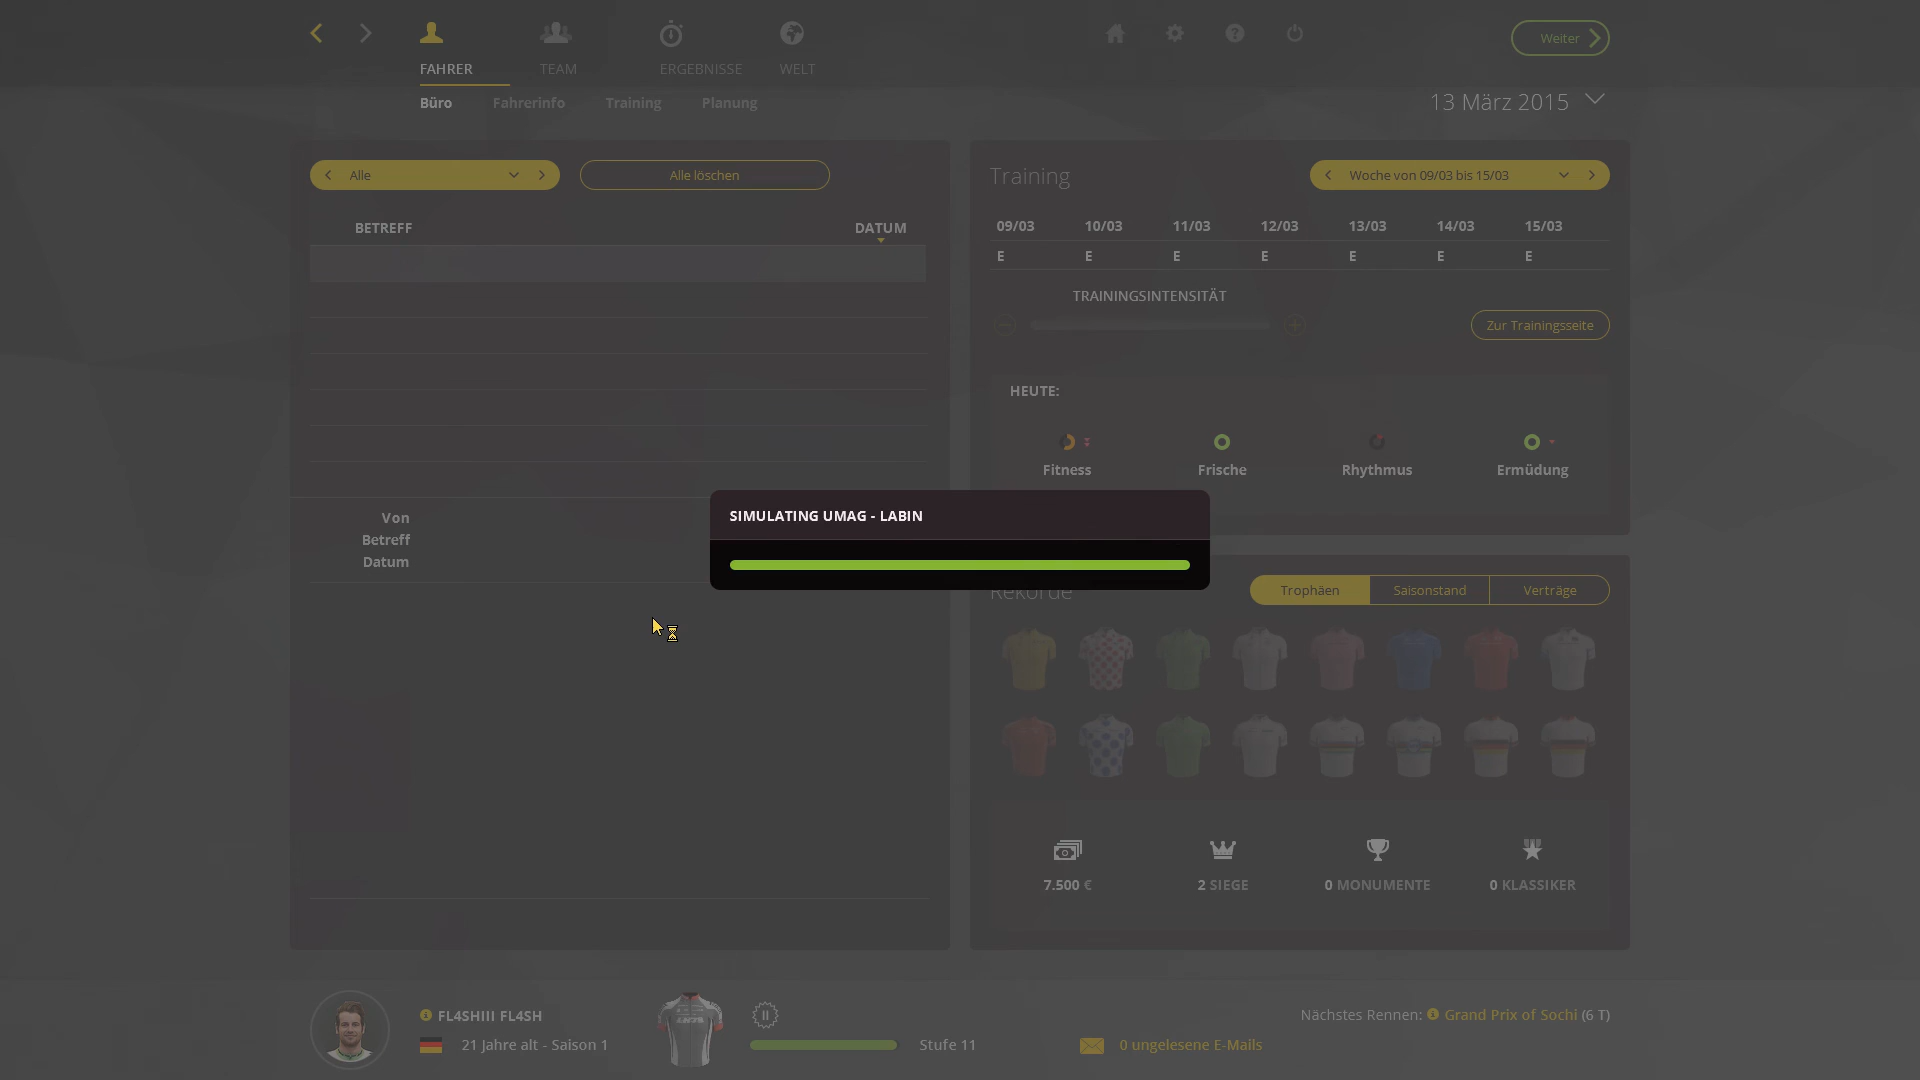 FAHRER TEAM ERGEBNISSE WELT
Weiter
Büro Fahrerinfo Training Planung
13 März 2015
Alle
Alle löschen
BETREFF DATUM
Von
Betreff
Datum
Training
Woche von 09/03 bis 15/03
09/03 10/03 11/03 12/03 13/03 14/03 15/03
E E E E E E E
TRAININGSINTENSITÄT
Zur Trainingsseite
HEUTE:
Fitness Frische Rhythmus Ermüdung
SIMULATING UMAG - LABIN
Rekorde
Trophäen Saisonstand Verträge
7.500 € 2 SIEGE 0 MONUMENTE 0 KLASSIKER
FL4SHIII FL4SH
21 Jahre alt - Saison 1
Stufe 11
Nächstes Rennen: Grand Prix of Sochi (6 T)
0 ungelesene E-Mails